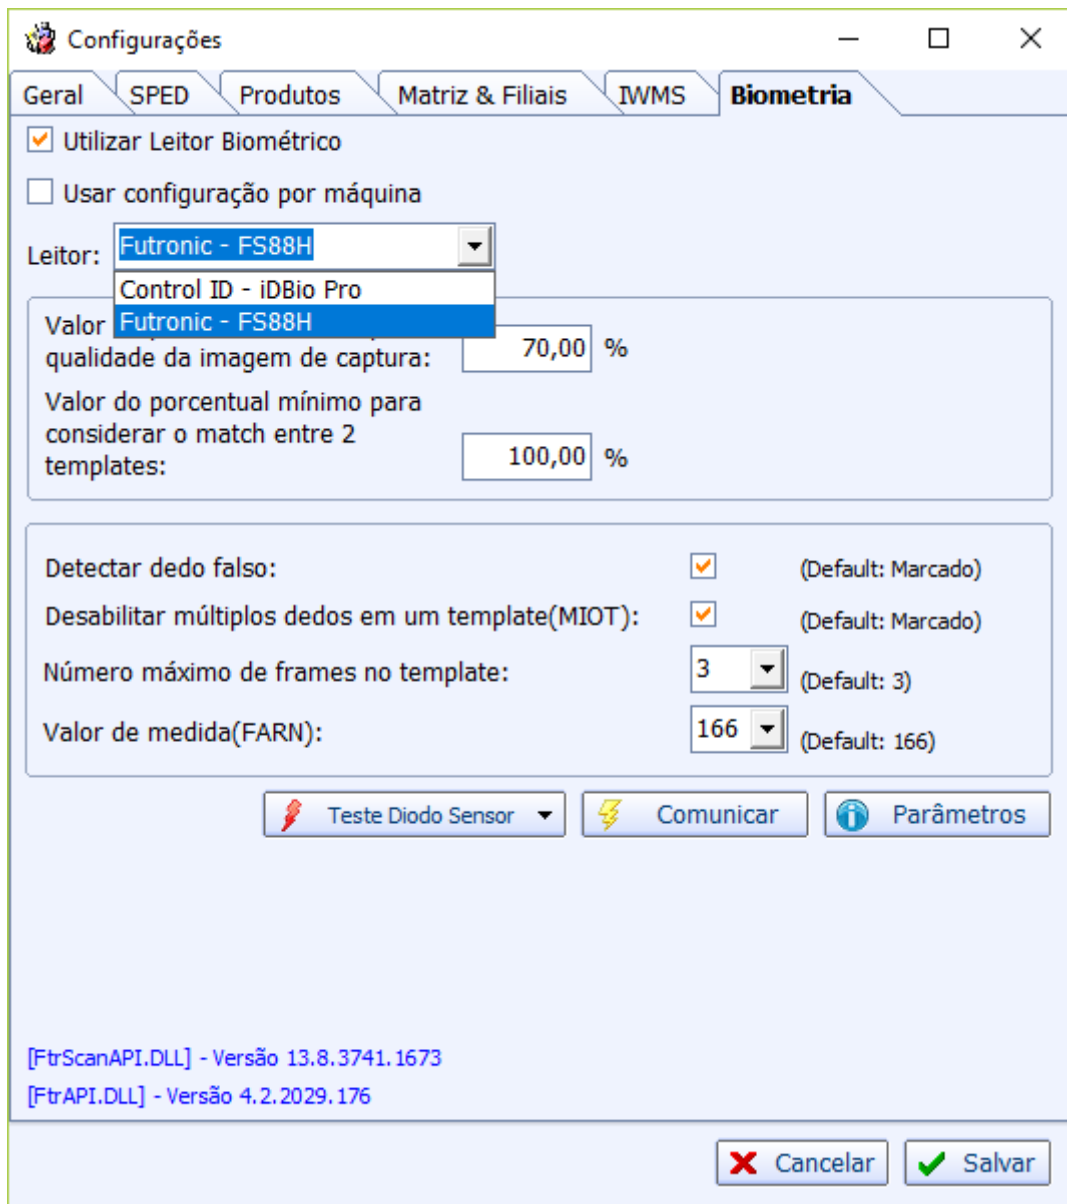 Configurações
Geral SPED Produtos Matriz & Filiais IWMS Biometria
Utilizar Leitor Biométrico
Usar configuração por máquina
Leitor: Futronic - FS88H
Control ID - iDBio Pro
Futronic - FS88H
Valor
qualidade da imagem de captura: 70,00 %
Valor do porcentual mínimo para
considerar o match entre 2
templates: 100,00 %
Detectar dedo falso: (Default: Marcado)
Desabilitar múltiplos dedos em um template(MIOT): (Default: Marcado)
Número máximo de frames no template: 3 (Default: 3)
Valor de medida(FARN): 166 (Default: 166)
Teste Diodo Sensor Comunicar Parâmetros
[FtrScanAPI.DLL] - Versão 13.8.3741.1673
[FtrAPI.DLL] - Versão 4.2.2029.176
Cancelar Salvar